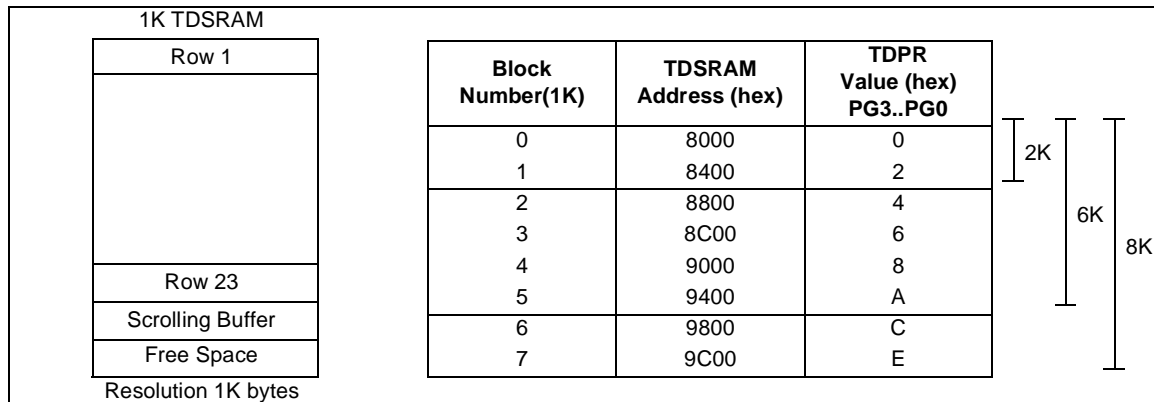 1K TDSRAM
Row 1
Row 23
Scrolling Buffer
Free Space
Resolution 1K bytes
Block Number(1K) TDSRAM Address (hex) TDPR Value (hex) PG3..PG0
0 8000 0
1 8400 2
2 8800 4
3 8C00 6
4 9000 8
5 9400 A
6 9800 C
7 9C00 E
2K
6K
8K